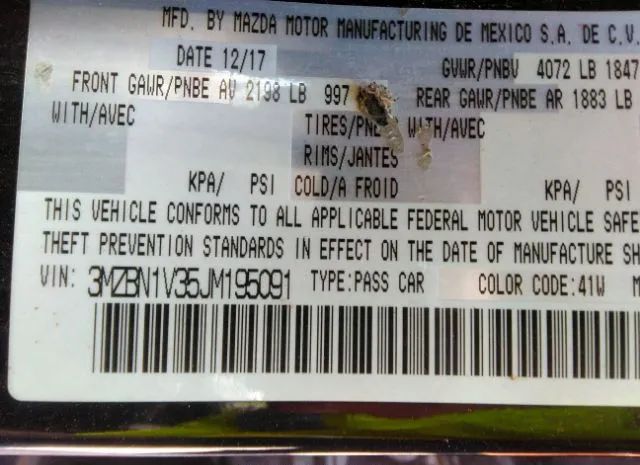 MFD. BY MAZDA MOTOR MANUFACTURING DE MEXICO S.A. DE C.V.
DATE 12/17 GVWR/PNBV 4072 LB 1847
FRONT GAWR/PNBE AV 2198 LB 997 REAR GAWR/PNBE AR 1883 LB
WITH/AVEC TIRES/PNE WITH/AVEC
RIMS/JANTES
KPA/ PSI COLD/A FROID KPA/ PSI
THIS VEHICLE CONFORMS TO ALL APPLICABLE FEDERAL MOTOR VEHICLE SAFE
THEFT PREVENTION STANDARDS IN EFFECT ON THE DATE OF MANUFACTURE SH
VIN: 3MZBN1V35JM195091 TYPE:PASS CAR COLOR CODE:41W M